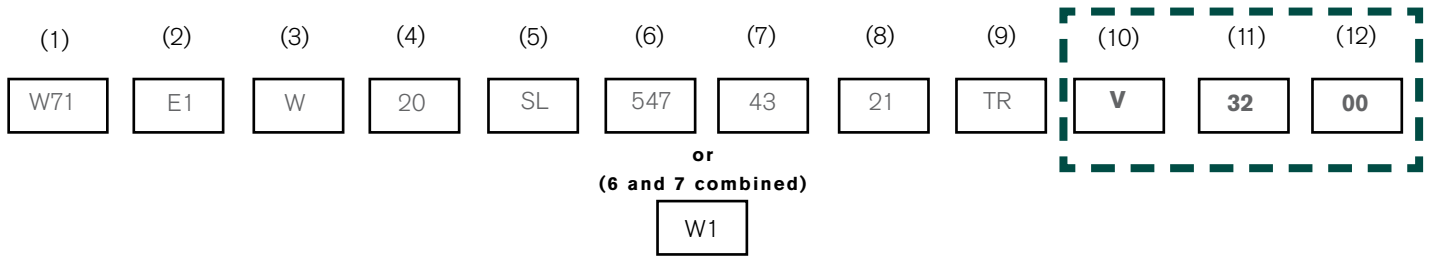 (1) (2) (3) (4) (5) (6) (7) (8) (9) (10) (11) (12)
W71 E1 W 20 SL 547 43 21 TR V 32 00
or
(6 and 7 combined)
W1